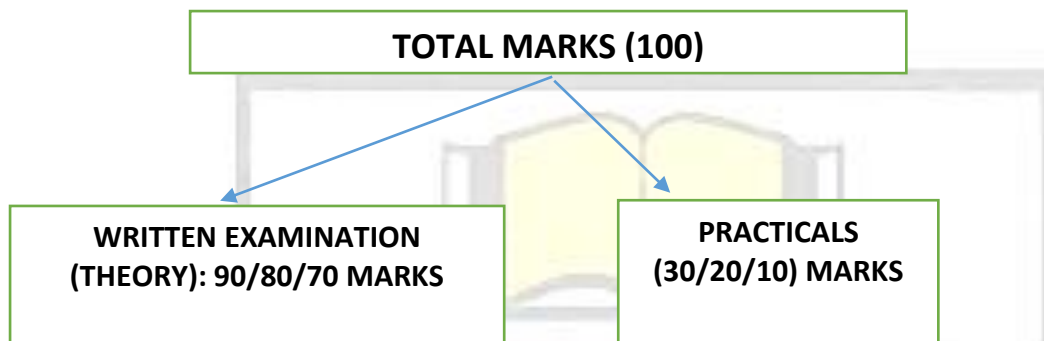 TOTAL MARKS (100)
WRITTEN EXAMINATION
(THEORY): 90/80/70 MARKS
PRACTICALS
(30/20/10) MARKS